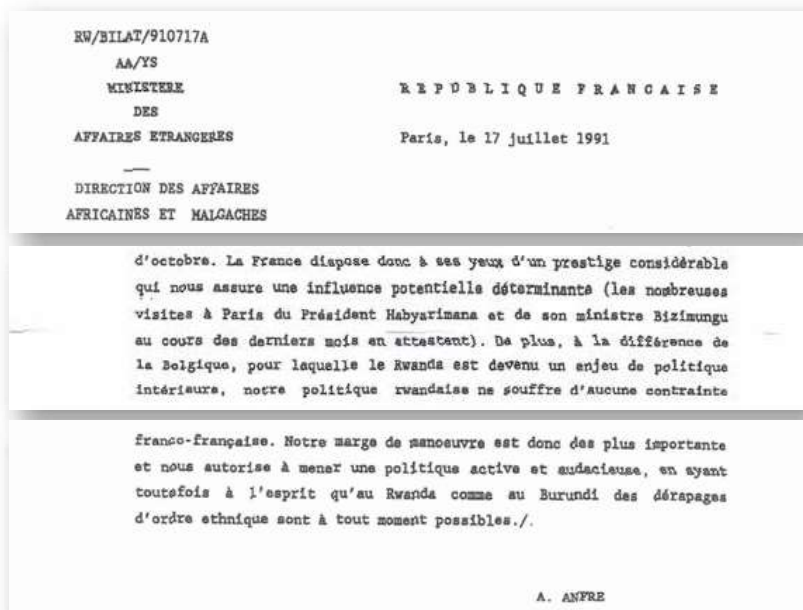 RW/BILAT/910717A
AA/YS
MINISTERE
DES
AFFAIRES ETRANGERES
REPUBLIQUE FRANCAISE
Paris, le 17 juillet 1991
DIRECTION DES AFFAIRES
AFRICAINES ET MALGACHES
d'octobre. La France dispose donc à ses yeux d'un prestige considérable
qui nous assure une influence potentielle déterminante (les nombreuses
visites à Paris du Président Habyarimana et de son ministre Bizimungu
au cours des derniers mois en attestent). De plus, à la différence de
la Belgique, pour laquelle le Rwanda est devenu un enjeu de politique
intérieure, notre politique rwandaise ne souffre d'aucune contrainte
franco-française. Notre marge de manoeuvre est donc des plus importante
et nous autorise à mener une politique active et audacieuse, en ayant
toutefois à l'esprit qu'au Rwanda comme au Burundi des dérapages
d'ordre ethnique sont à tout moment possibles./.
A. ANFRE